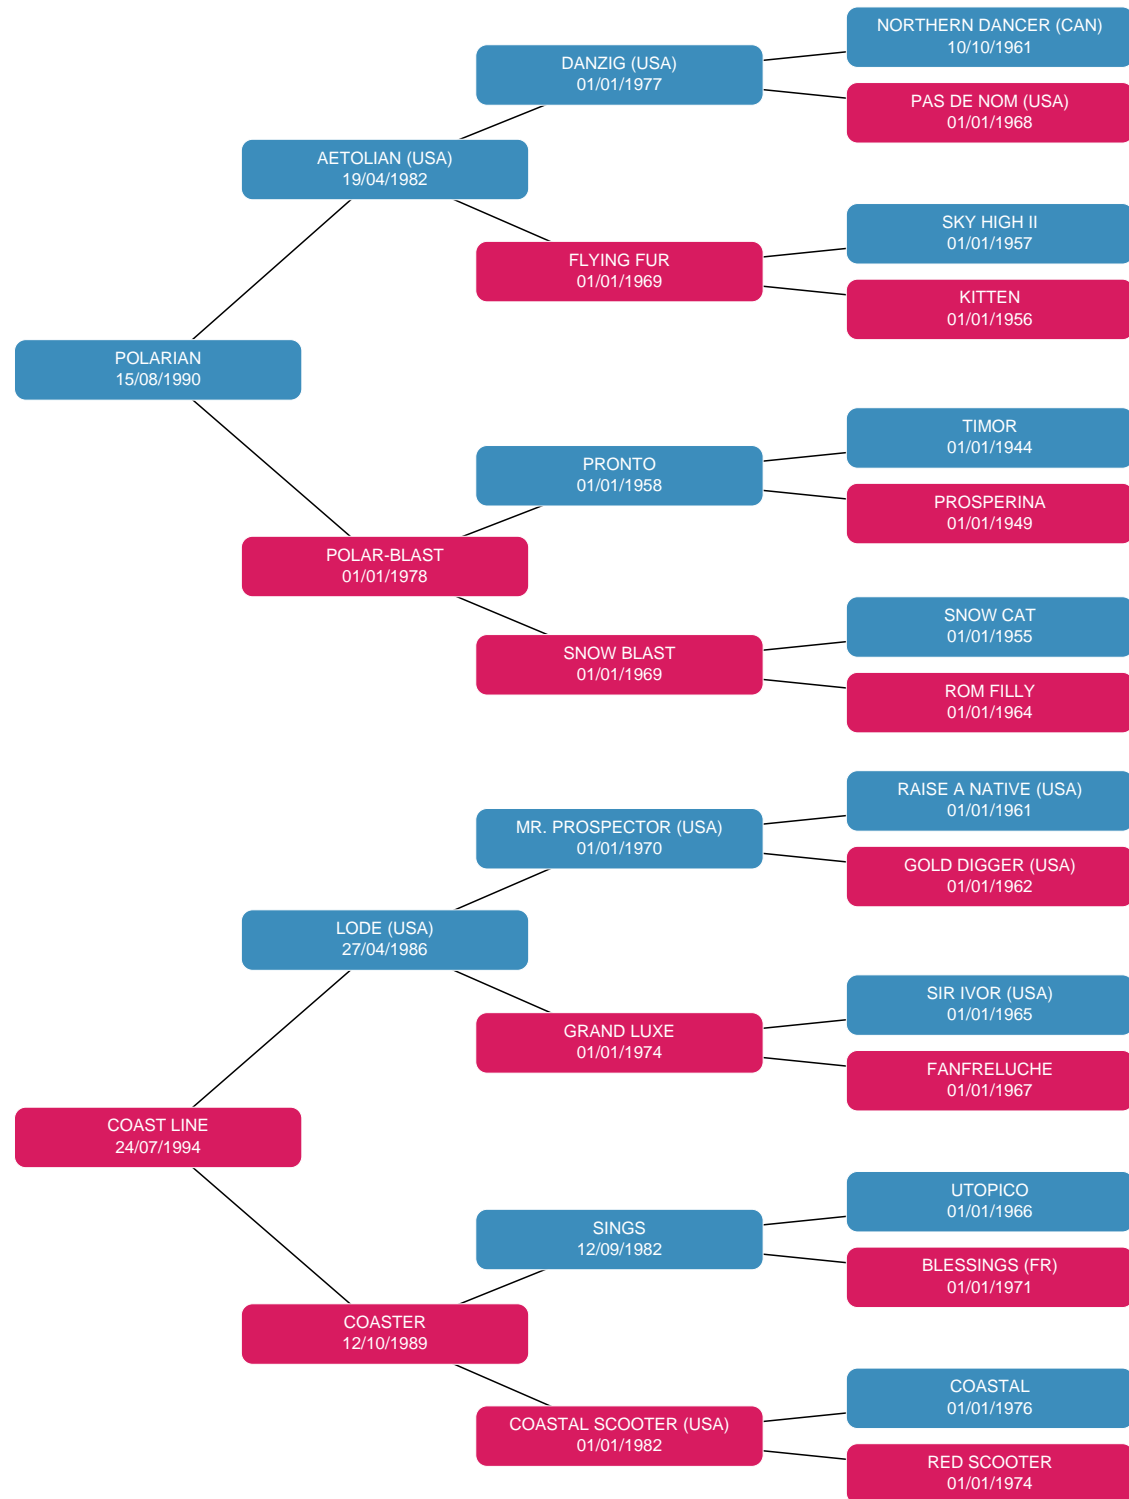 NORTHERN DANCER (CAN)
10/10/1961
DANZIG (USA)
01/01/1977
PAS DE NOM (USA)
01/01/1968
AETOLIAN (USA)
19/04/1982
SKY HIGH II
01/01/1957
FLYING FUR
01/01/1969
KITTEN
01/01/1956
POLARIAN
15/08/1990
TIMOR
01/01/1944
PRONTO
01/01/1958
PROSPERINA
01/01/1949
POLAR-BLAST
01/01/1978
SNOW CAT
01/01/1955
SNOW BLAST
01/01/1969
ROM FILLY
01/01/1964
RAISE A NATIVE (USA)
01/01/1961
MR. PROSPECTOR (USA)
01/01/1970
GOLD DIGGER (USA)
01/01/1962
LODE (USA)
27/04/1986
SIR IVOR (USA)
01/01/1965
GRAND LUXE
01/01/1974
FANFRELUCHE
01/01/1967
COAST LINE
24/07/1994
UTOPICO
01/01/1966
SINGS
12/09/1982
BLESSINGS (FR)
01/01/1971
COASTER
12/10/1989
COASTAL
01/01/1976
COASTAL SCOOTER (USA)
01/01/1982
RED SCOOTER
01/01/1974